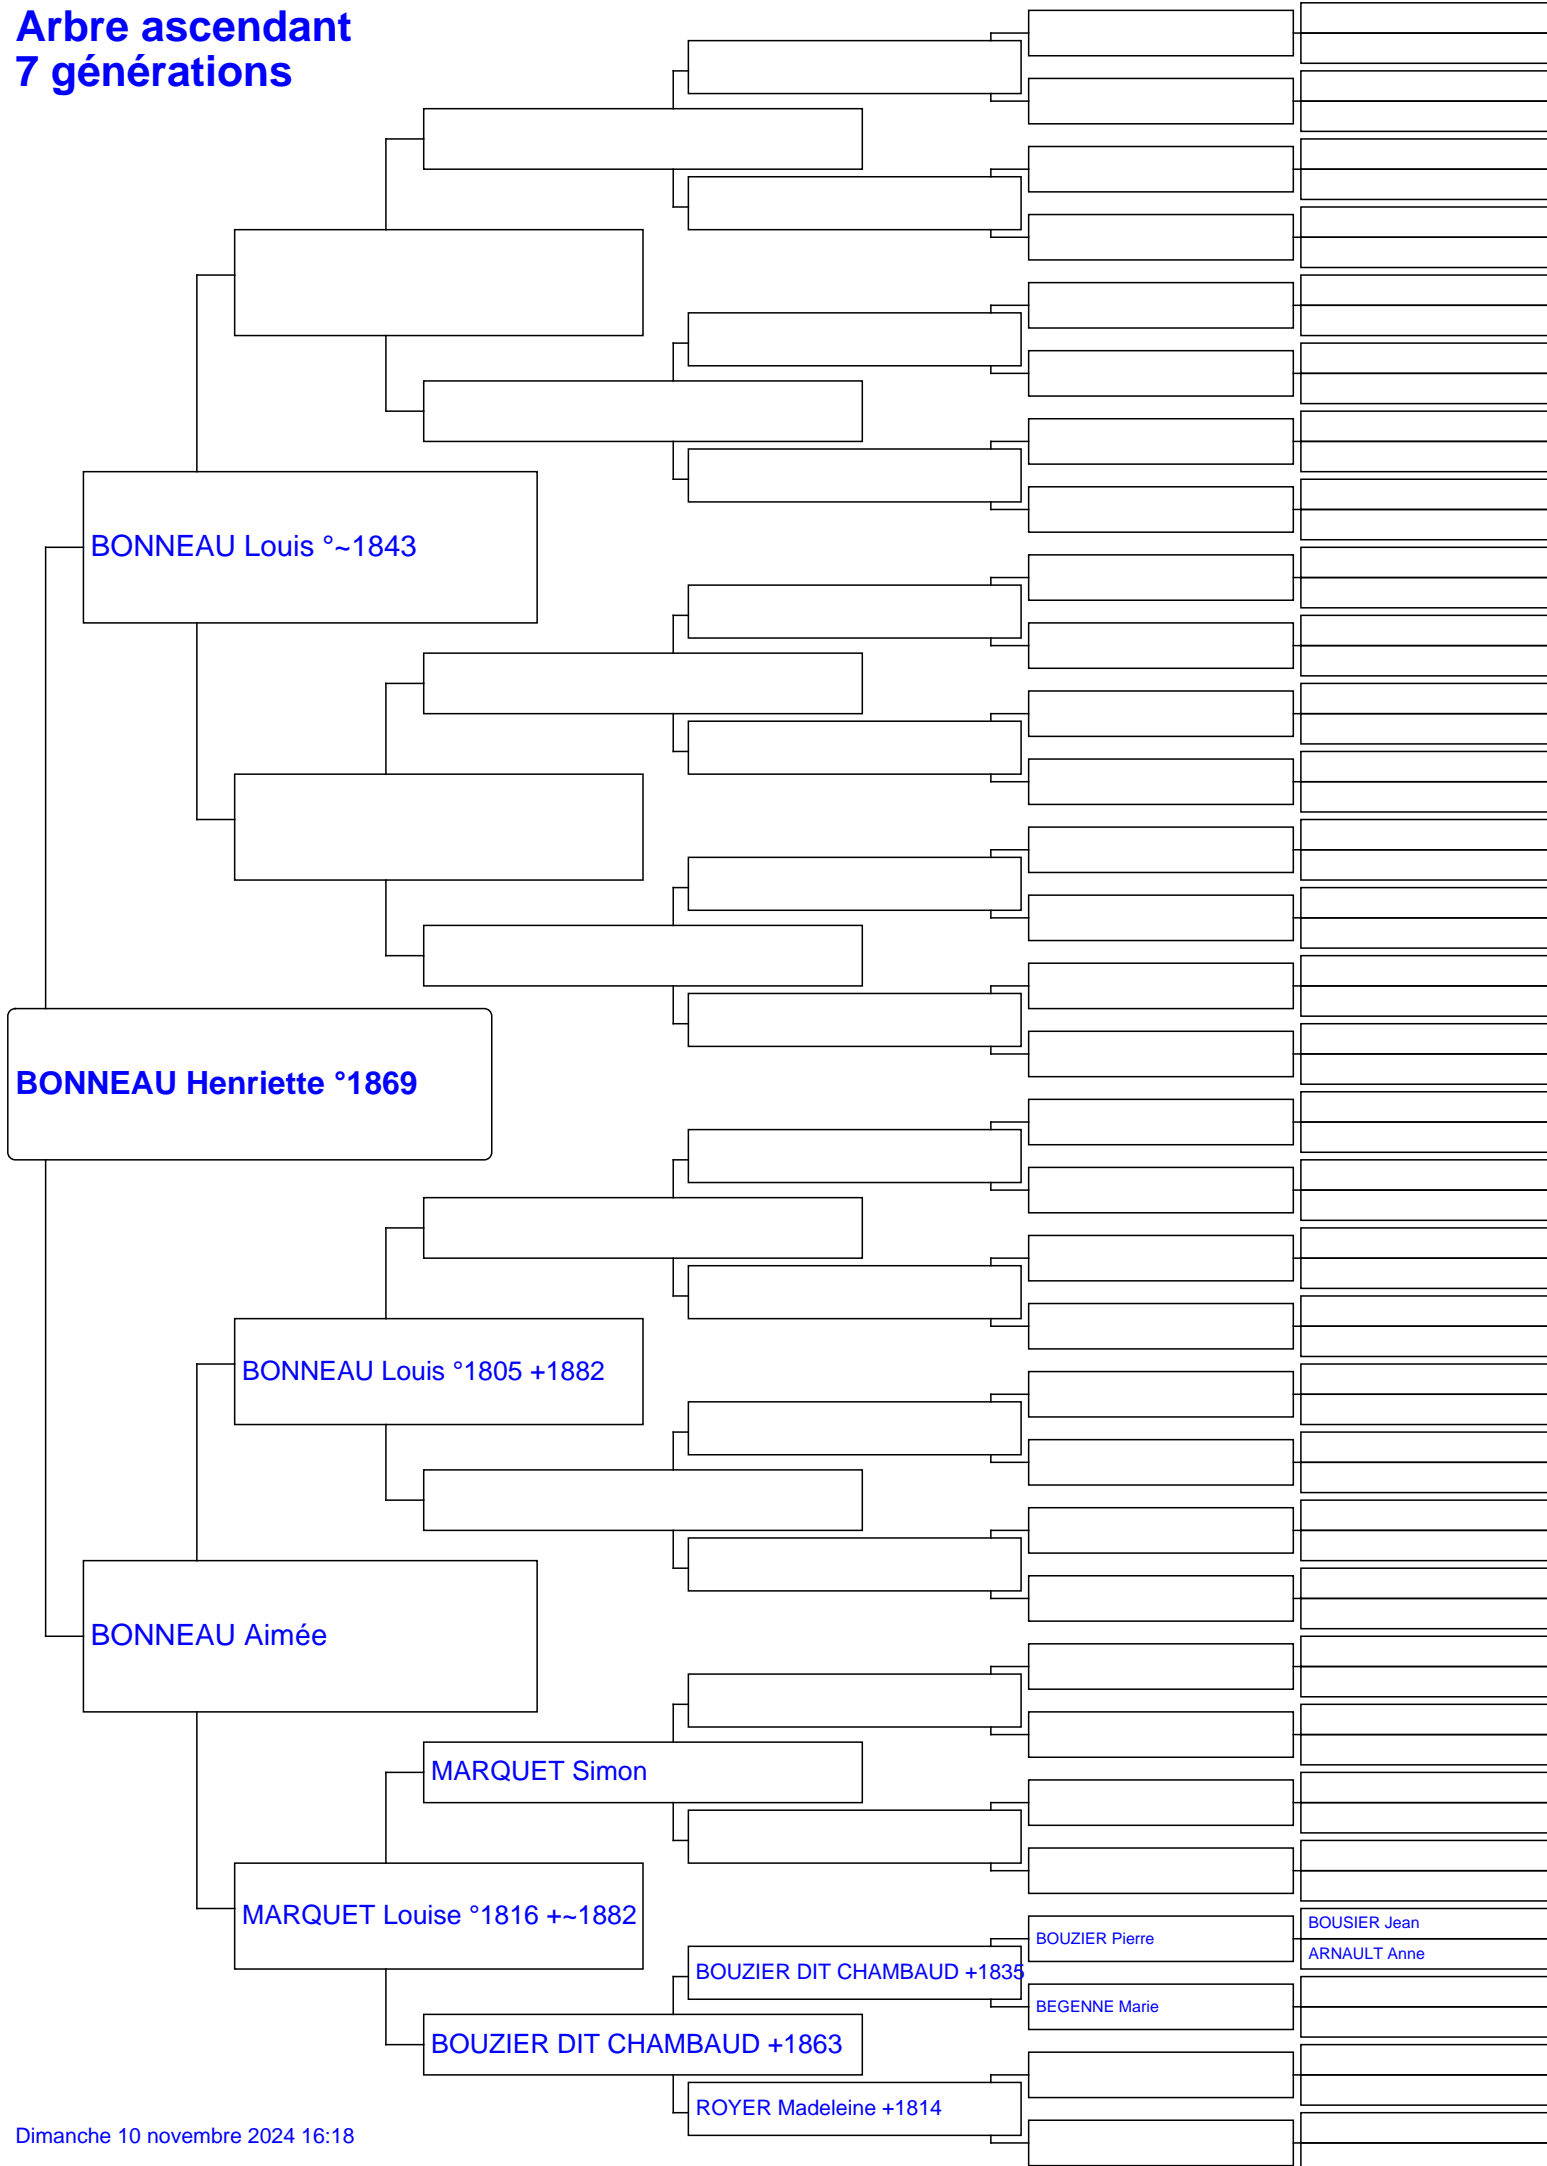 Arbre ascendant
7 générations
BONNEAU Louis °~1843
BONNEAU Henriette °1869
BONNEAU Louis °1805 +1882
BONNEAU Aimée
MARQUET Simon
MARQUET Louise °1816 +~1882
BOUZIER Pierre
BOUSIER Jean
ARNAULT Anne
BOUZIER DIT CHAMBAUD +1835
BEGENNE Marie
BOUZIER DIT CHAMBAUD +1863
ROYER Madeleine +1814
Dimanche 10 novembre 2024 16:18